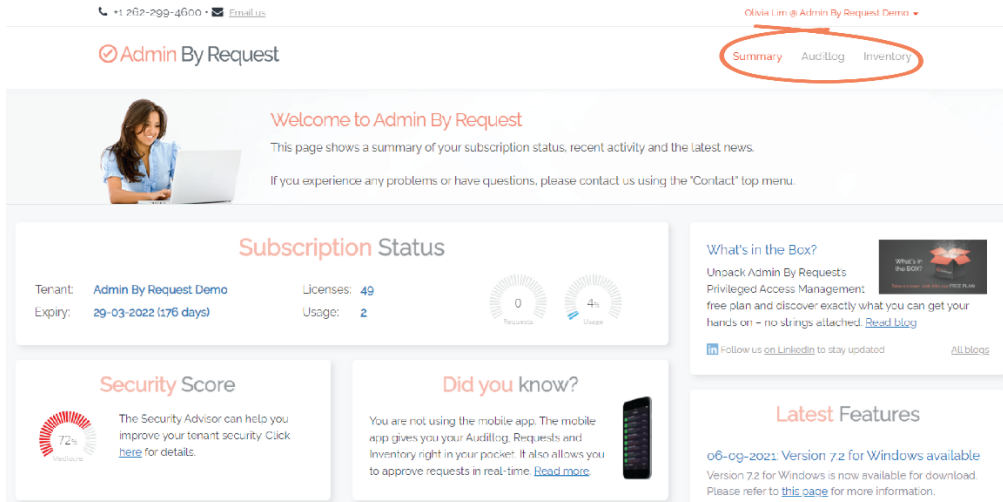 +1 262-299-4600 • Email us
Olivia Lim @ Admin By Request Demo
Admin By Request
Summary Auditlog Inventory
Welcome to Admin By Request
This page shows a summary of your subscription status, recent activity and the latest news.
If you experience any problems or have questions, please contact us using the "Contact" top menu.
Subscription Status
Tenant: Admin By Request Demo Licenses: 49
Expiry: 29-03-2022 (176 days) Usage: 2
0
Requests
4%
Usage
What's in the Box?
Unpack Admin By Request's
Privileged Access Management
free plan and discover exactly what you can get your
hands on – no strings attached. Read blog
What's in
the BOX?
in Follow us on LinkedIn to stay updated All blogs
Security Score
72%
Mediocre
The Security Advisor can help you
improve your tenant security. Click
here for details.
Did you know?
You are not using the mobile app. The mobile
app gives you your Auditlog, Requests and
Inventory right in your pocket. It also allows you
to approve requests in real-time. Read more.
Latest Features
06-09-2021: Version 7.2 for Windows available
Version 7.2 for Windows is now available for download.
Please refer to this page for more information.